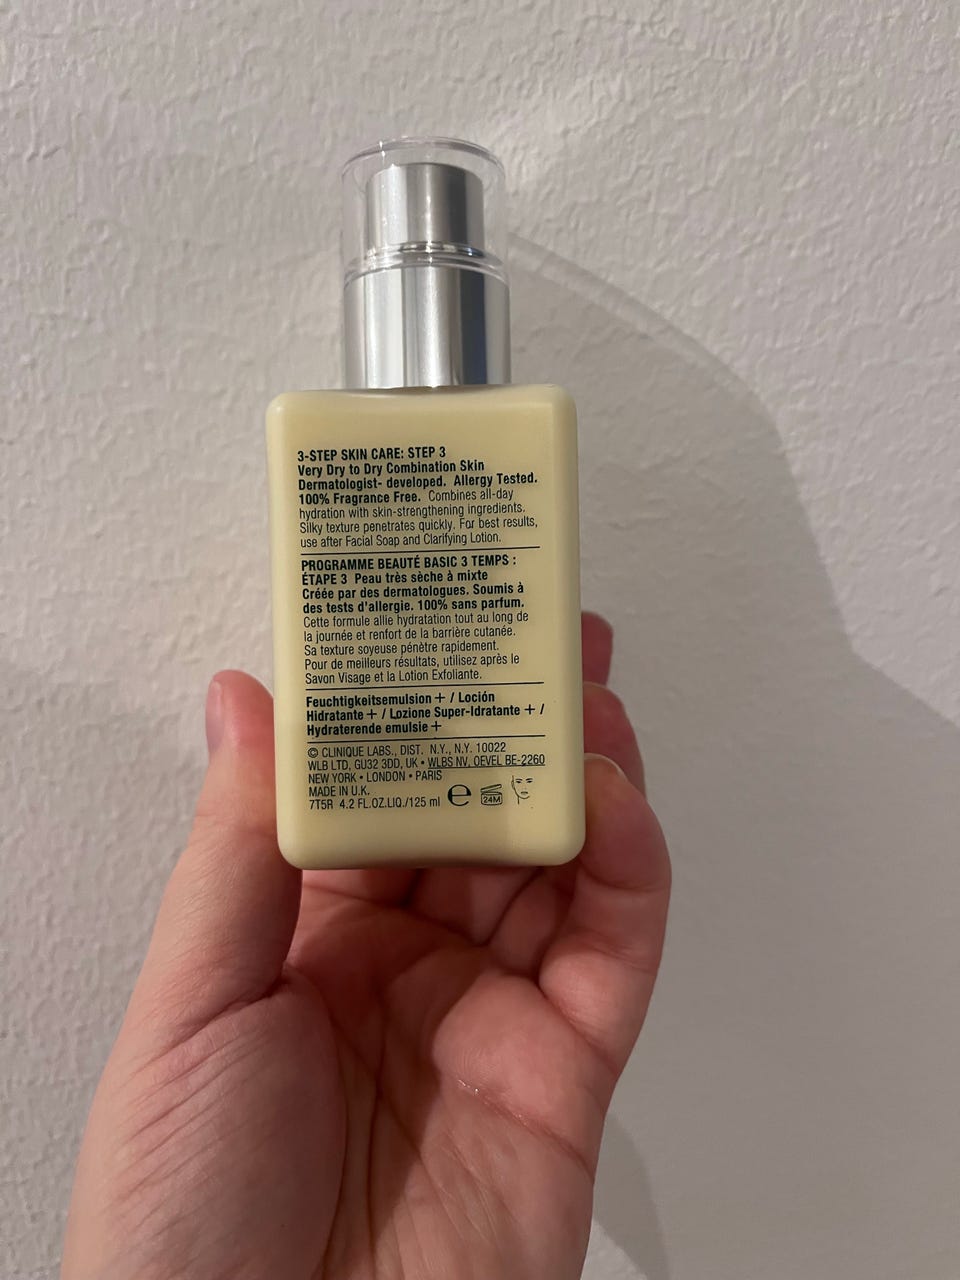 3-STEP SKIN CARE: STEP 3
Very Dry to Dry Combination Skin
Dermatologist- developed. Allergy Tested.
100% Fragrance Free. Combines all-day
hydration with skin-strengthening ingredients.
Silky texture penetrates quickly. For best results,
use after Facial Soap and Clarifying Lotion.
PROGRAMME BEAUTÉ BASIC 3 TEMPS :
ÉTAPE 3 Peau très sèche à mixte
Créée par des dermatologues. Soumis à
des tests d'allergie. 100% sans parfum.
Cette formule allie hydratation tout au long de
la journée et renfort de la barrière cutanée.
Sa texture soyeuse pénètre rapidement.
Pour de meilleurs résultats, utilisez après le
Savon Visage et la Lotion Exfoliante.
Feuchtigkeitsemulsion + / Loción
Hidratante + / Lozione Super-Idratante + /
Hydraterende emulsie +
© CLINIQUE LABS., DIST. N.Y., N.Y. 10022
WLB LTD, GU32 3DD, UK • WLBS NV, OEVEL BE-2260
NEW YORK • LONDON • PARIS
MADE IN U.K.
7T5R 4.2 FL.OZ.LIQ./125 ml e 24M